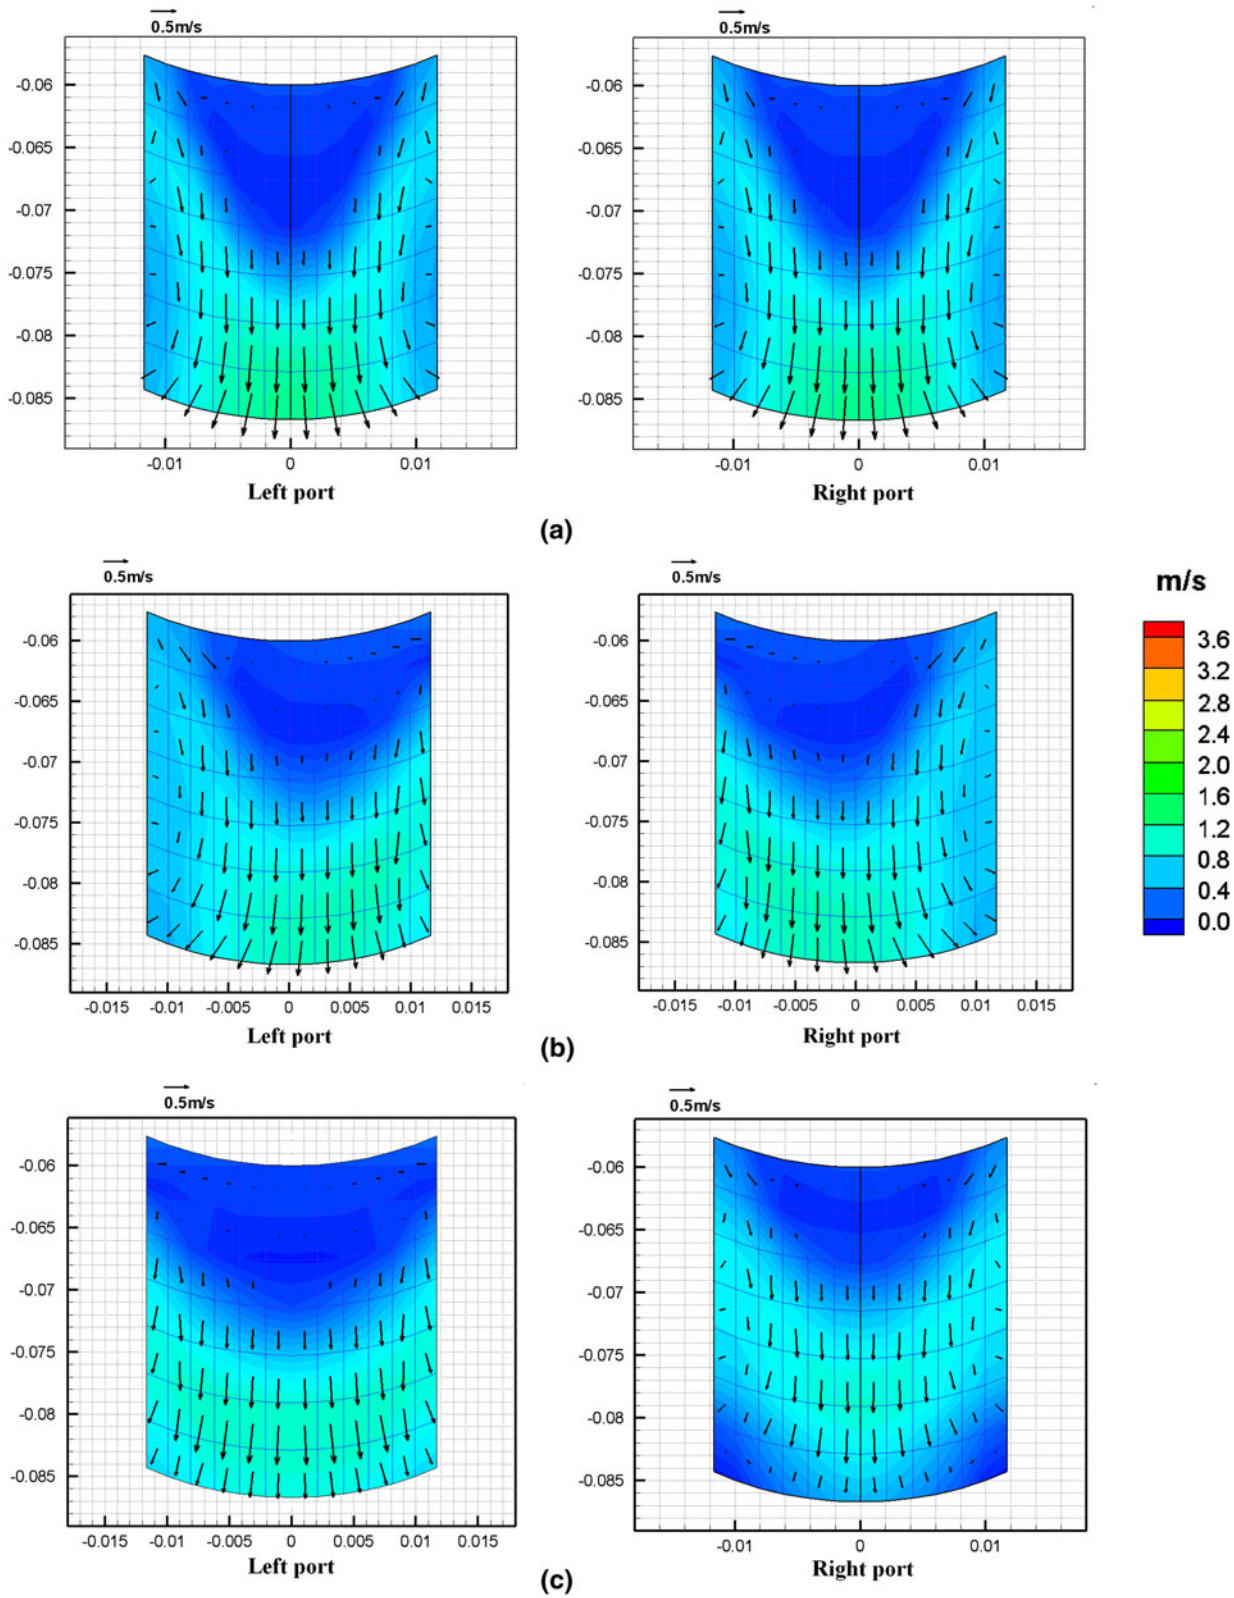 0.5m/s 0.5m/s
-0.06 -0.06
-0.065 -0.065
-0.07 -0.07
-0.075 -0.075
-0.08 -0.08
-0.085 -0.085
-0.01 0 0.01 -0.01 0 0.01
Left port Right port
(a)
0.5m/s 0.5m/s
m/s
3.6
3.2
2.8
2.4
2.0
1.6
1.2
0.8
0.4
0.0
-0.06 -0.06
-0.065 -0.065
-0.07 -0.07
-0.075 -0.075
-0.08 -0.08
-0.085 -0.085
-0.015 -0.01 -0.005 0 0.005 0.01 0.015 -0.015 -0.01 -0.005 0 0.005 0.01 0.015
Left port Right port
(b)
0.5m/s 0.5m/s
-0.06 -0.06
-0.065 -0.065
-0.07 -0.07
-0.075 -0.075
-0.08 -0.08
-0.085 -0.085
-0.015 -0.01 -0.005 0 0.005 0.01 0.015 -0.01 0 0.01
Left port Right port
(c)